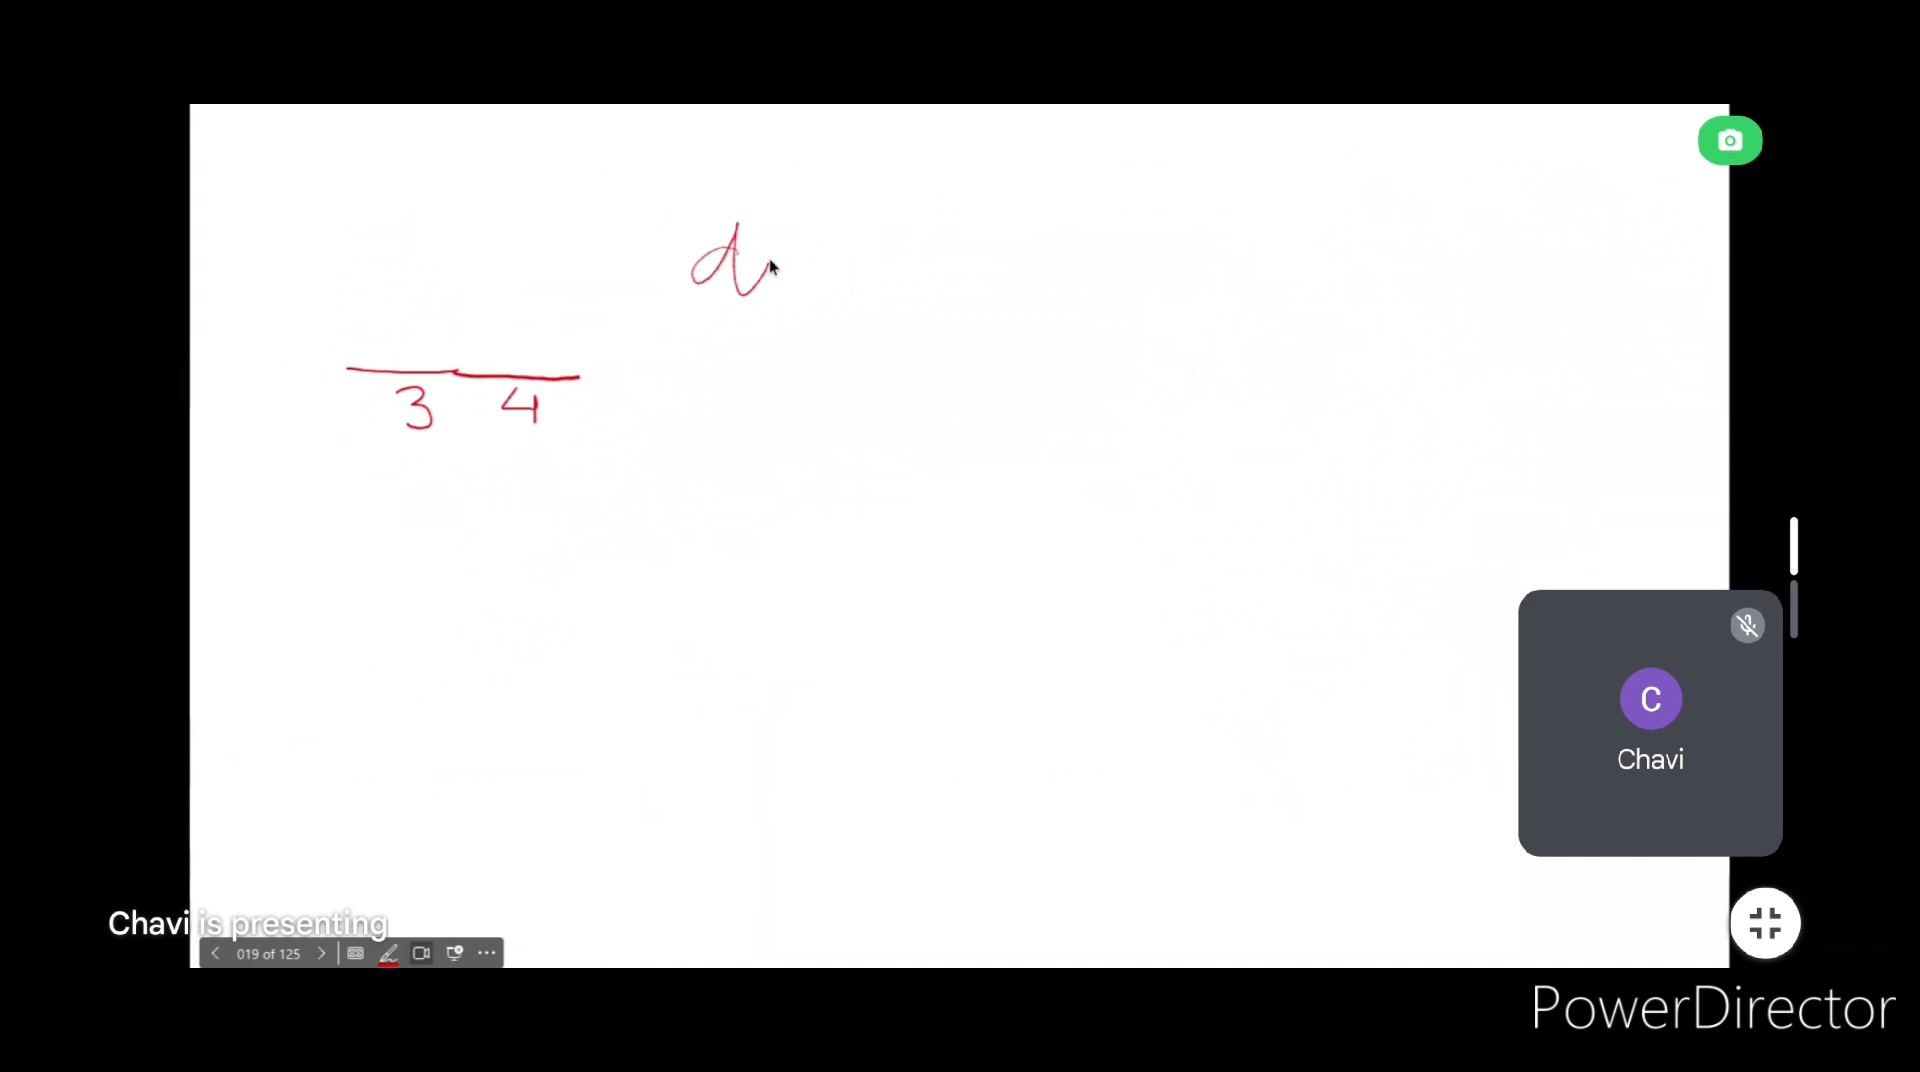 d
3 4
C
Chavi
Chavi is presenting
019 of 125
PowerDirector